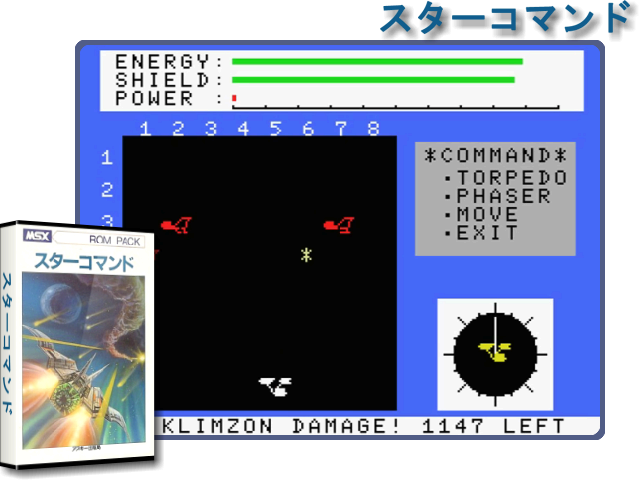 スターコマンド
ENERGY:
SHIELD:
POWER :
1 2 3 4 5 6 7 8
1
2
3
*COMMAND*
・TORPEDO
・PHASER
・MOVE
・EXIT
KLIMZON DAMAGE! 1147 LEFT
MSX ROM PACK
スターコマンド
スターコマンド